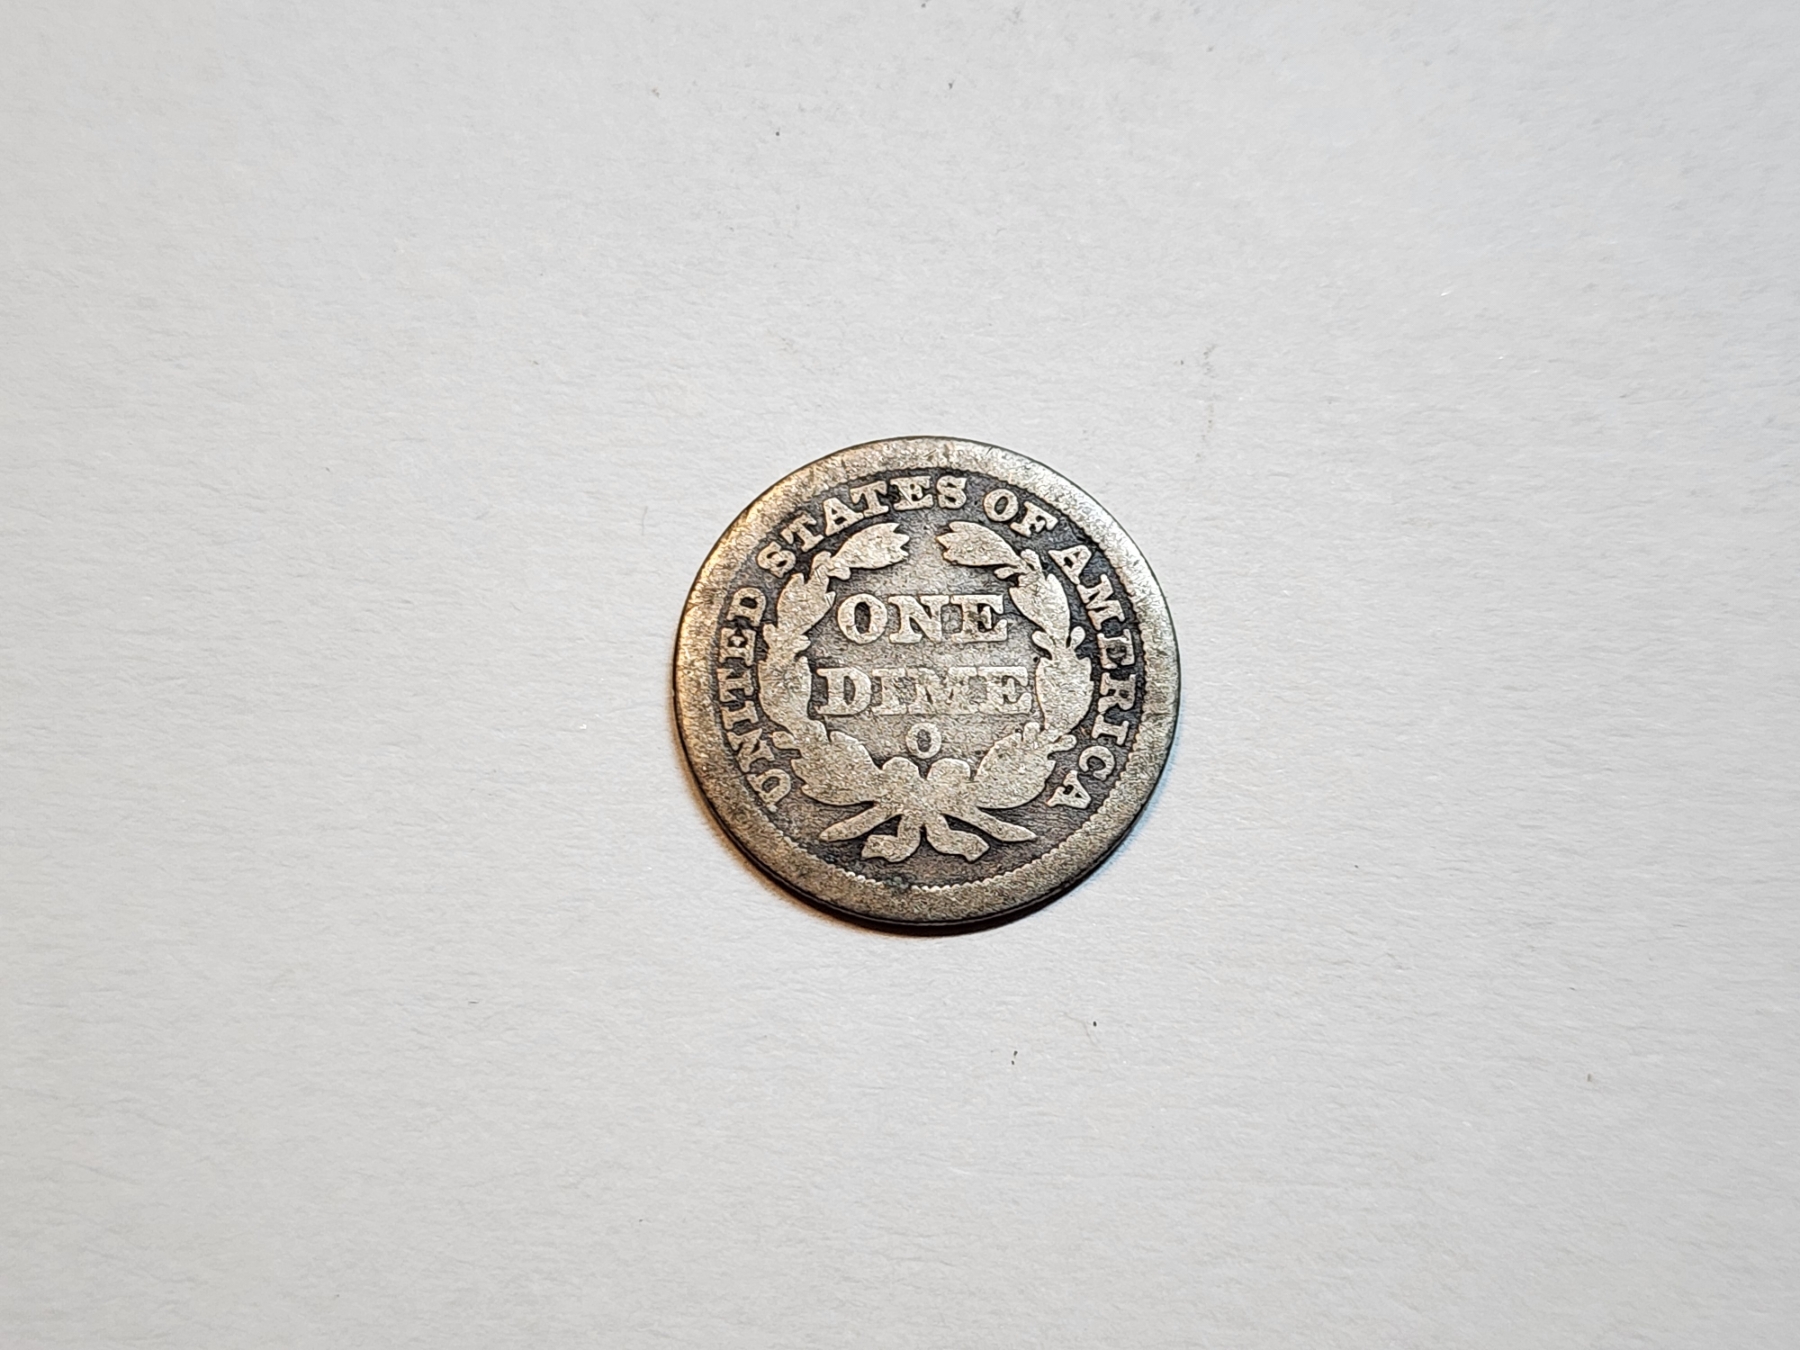 UNITED STATES OF AMERICA
ONE
DIME
O